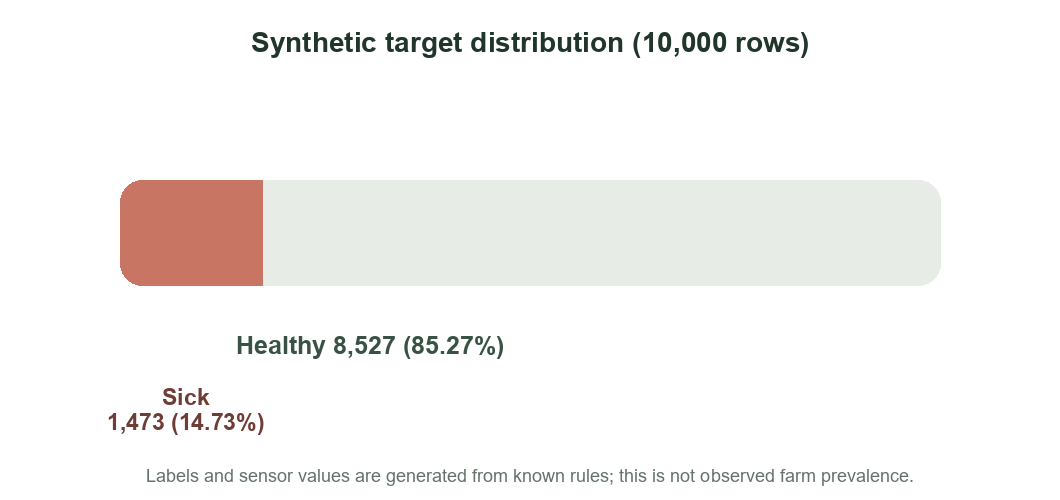 Synthetic target distribution (10,000 rows)
Healthy 8,527 (85.27%)
Sick
1,473 (14.73%)
Labels and sensor values are generated from known rules; this is not observed farm prevalence.